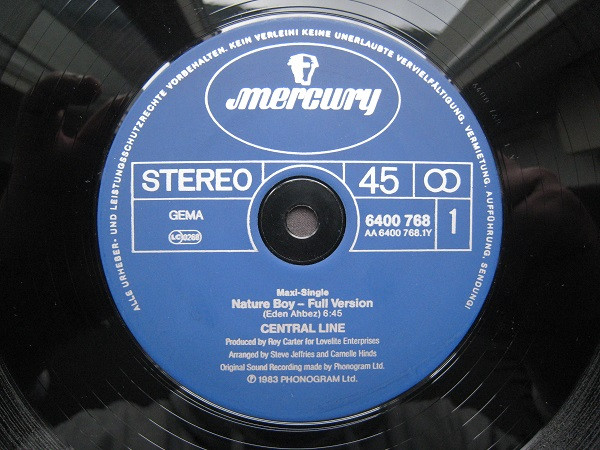 ALLE URHEBER- UND LEISTUNGSSCHUTZRECHTE VORBEHALTEN. KEIN VERLEIH! KEINE UNERLAUBTE VERVIELFÄLTIGUNG, VERMIETUNG, AUFFÜHRUNG, SENDUNG!
mercury
STEREO 45 ∞
GEMA 6400 768 1
LC 0268 AA 6400 768.1Y
Maxi-Single
Nature Boy – Full Version
(Eden Ahbez) 6:45
CENTRAL LINE
Produced by Roy Carter for Lovelite Enterprises
Arranged by Steve Jeffries and Camelle Hinds
Original Sound Recording made by Phonogram Ltd.
℗ 1983 PHONOGRAM Ltd.